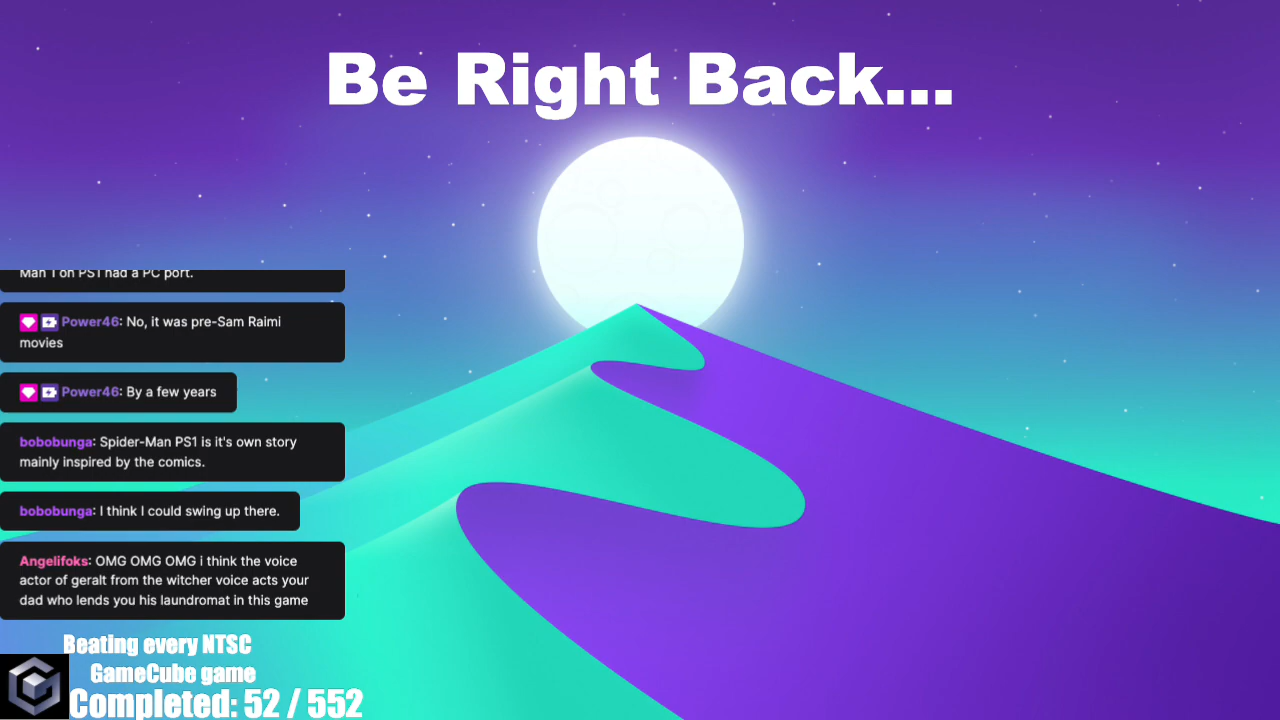 Be Right Back...
Man 1 on PS1 had a PC port.
Power46: No, it was pre-Sam Raimi
movies
Power46: By a few years
bobobunga: Spider-Man PS1 is it's own story
mainly inspired by the comics.
bobobunga: I think I could swing up there.
Angelifoks: OMG OMG OMG i think the voice
actor of geralt from the witcher voice acts your
dad who lends you his laundromat in this game
Beating every NTSC
GameCube game
Completed: 52 / 552